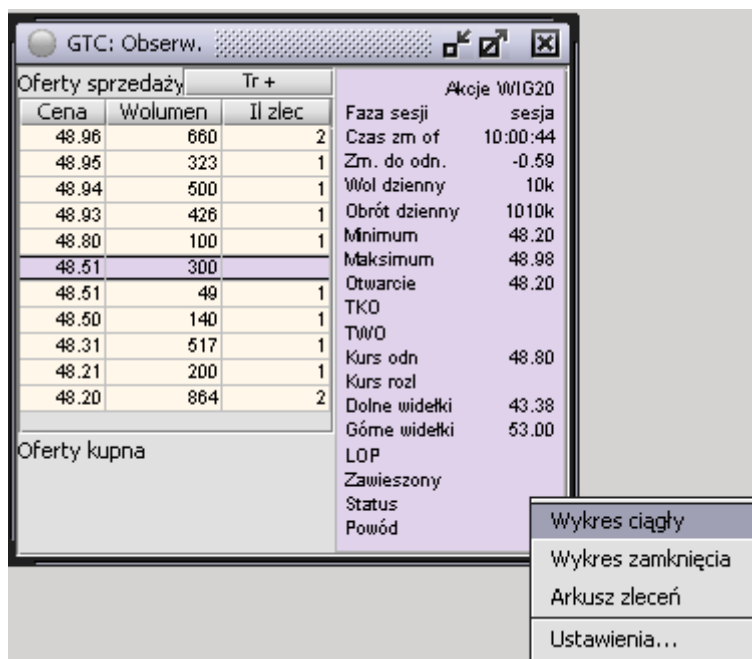 GTC: Obserw.
Oferty sprzedaży Tr +
Cena Wolumen Il zlec
48.96 660 2
48.95 323 1
48.94 500 1
48.93 426 1
48.80 100 1
48.51 300
48.51 49 1
48.50 140 1
48.31 517 1
48.21 200 1
48.20 864 2
Oferty kupna
Akcje WIG20
Faza sesji sesja
Czas zm of 10:00:44
Zm. do odn. -0.59
Wol dzienny 10k
Obrót dzienny 1010k
Minimum 48.20
Maksimum 48.98
Otwarcie 48.20
TKO
TWO
Kurs odn 48.80
Kurs rozl
Dolne widełki 43.38
Górne widełki 53.00
LOP
Zawieszony
Status
Powód
Wykres ciągły
Wykres zamknięcia
Arkusz zleceń
Ustawienia...